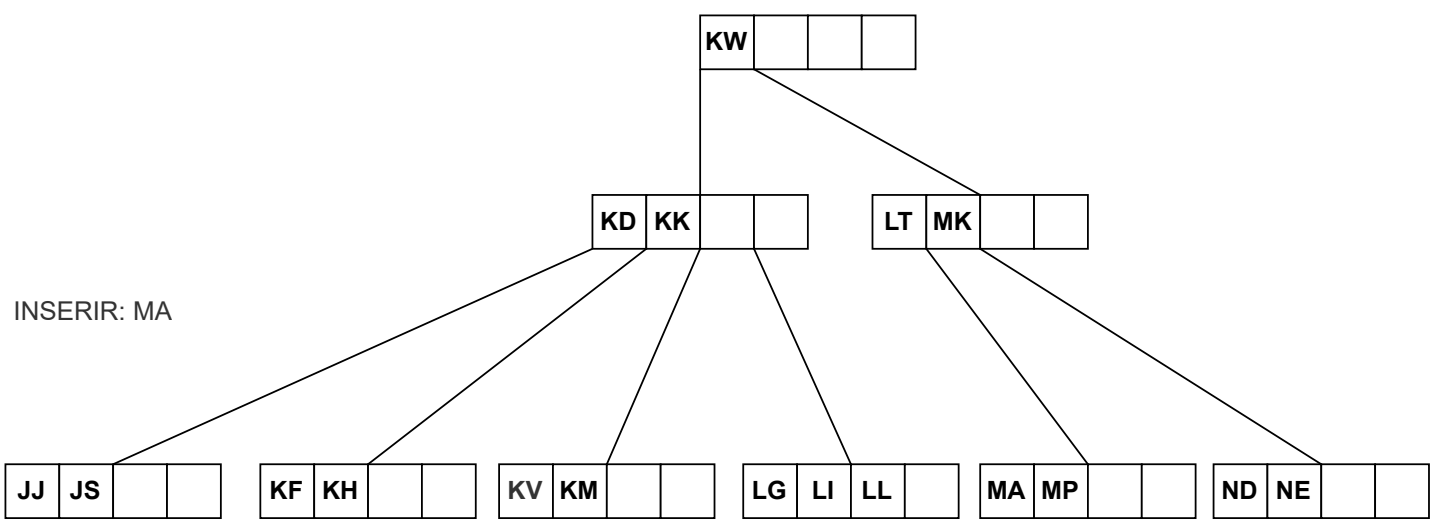 KW
KD KK LT MK
INSERIR: MA
JJ JS KF KH KV KM LG LI LL MA MP ND NE